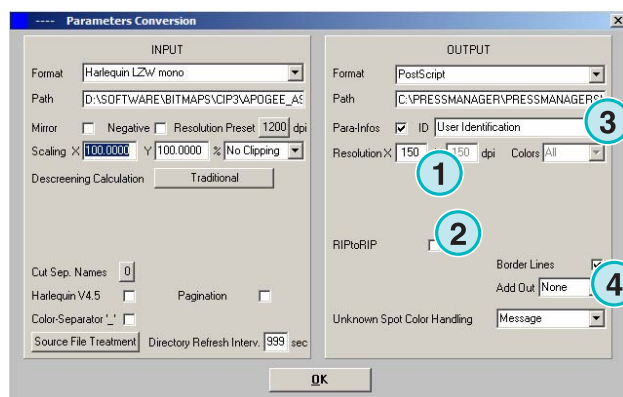 ---- Parameters Conversion
INPUT
Format Harlequin LZW mono
Path D:\SOFTWARE\BITMAPS\CIP3\APOGEE_AS
Mirror Negative Resolution Preset 1200 dpi
Scaling X 100.0000 Y 100.0000 % No Clipping
Descreening Calculation Traditional
Cut Sep. Names 0
Harlequin V4.5 Pagination
Color-Separator '_'
Source File Treatment Directory Refresh Interv. 999 sec
OUTPUT
Format PostScript
Path C:\PRESSMANAGER\PRESSMANAGERS\
Para-Infos ID User Identification 3
Resolution X 150 150 dpi Colors All
1
RIPtoRIP 2
Border Lines
Add Out None 4
Unknown Spot Color Handling Message
OK